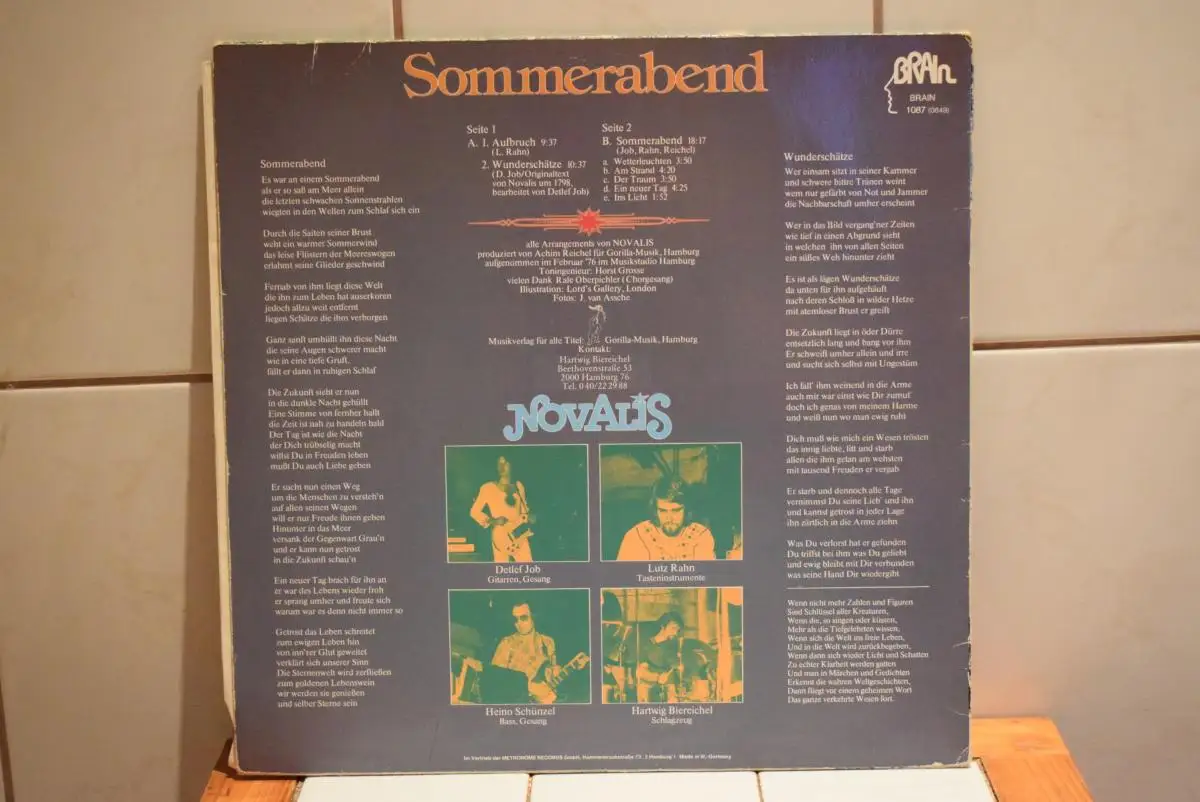 Sommerabend
BRAIN
BRAIN
1087 (0649)
Seite 1
A. 1. Aufbruch 9:37
(L. Rahn)
2. Wunderschätze 10:37
(D. Job/Originaltext
von Novalis um 1798,
bearbeitet von Detlef Job)
Seite 2
B. Sommerabend 18:17
(Job, Rahn, Reichel)
a. Wetterleuchten 3:50
b. Am Strand 4:20
c. Der Traum 3:50
d. Ein neuer Tag 4:25
e. Ins Licht 1:52
alle Arrangements von NOVALIS
produziert von Achim Reichel für Gorilla-Musik, Hamburg
aufgenommen im Februar '76 im Musikstudio Hamburg
Toningenieur: Horst Grosse
vielen Dank Rale Oberpichler (Chorgesang)
Illustration: Lord's Gallery, London
Fotos: J. van Assche
Musikverlag für alle Titel: Gorilla-Musik, Hamburg
Kontakt:
Hartwig Biereichel
Beethovenstraße 53
2000 Hamburg 76
Tel. 040/22 29 88
NOVALIS
Detlef Job
Gitarren, Gesang
Lutz Rahn
Tasteninstrumente
Heino Schünzel
Bass, Gesang
Hartwig Biereichel
Schlagzeug
Sommerabend
Es war an einem Sommerabend
als er so saß am Meer allein
die letzten schwachen Sonnenstrahlen
wiegten in den Wellen zum Schlaf sich ein
Durch die Saiten seiner Brust
weht ein warmer Sommerwind
das leise Flüstern der Meereswogen
erlahmt seine Glieder geschwind
Fernab von ihm liegt diese Welt
die ihn zum Leben hat auserkoren
jedoch allzu weit entfernt
liegen Schätze die ihm verborgen
Ganz sanft umhüllt ihn diese Nacht
die seine Augen schwerer macht
wie in eine tiefe Gruft,
fällt er dann in ruhigen Schlaf
Die Zukunft sieht er nun
in die dunkle Nacht gehüllt
Eine Stimme von fernher hallt
die Zeit ist nah zu handeln bald
Der Tag ist wie die Nacht
der Dich trübselig macht
willst Du in Freuden leben
mußt Du auch Liebe geben
Er sucht nun einen Weg
um die Menschen zu versteh'n
auf allen seinen Wegen
will er nur Freude ihnen geben
Hinunter in das Meer
versank der Gegenwart Grau'n
und er kann nun getrost
in die Zukunft schau'n
Ein neuer Tag brach für ihn an
er war des Lebens wieder froh
er sprang umher und freute sich
warum war es denn nicht immer so
Getrost das Leben schreitet
zum ewigen Leben hin
von inn'rer Glut geweitet
verklärt sich unserer Sinn
Die Sternenwelt wird zerfließen
zum goldenen Lebenswein
wir werden sie genießen
und selber Sterne sein
Wunderschätze
Wer einsam sitzt in seiner Kammer
und schwere bittre Tränen weint
wem nur gefärbt von Not und Jammer
die Nachbarschaft umher erscheint
Wer in das Bild vergang'ner Zeiten
wie tief in einen Abgrund sieht
in welchen ihn von allen Seiten
ein süßes Weh hinunter zieht
Es ist als lägen Wunderschätze
da unten für ihn aufgehäuft
nach deren Schloß in wilder Hetze
mit atemloser Brust er greift
Die Zukunft liegt in öder Dürre
entsetzlich lang und bang vor ihm
Er schweift umher allein und irre
und sucht sich selbst mit Ungestüm
Ich fall' ihm weinend in die Arme
auch mir war einst wie Dir zumut'
doch ich genas von meinem Harme
und weiß nun wo man ewig ruht
Dich muß wie mich ein Wesen trösten
das innig liebte, litt und starb
allen die ihm getan am wehsten
mit tausend Freuden er vergab
Er starb und dennoch alle Tage
vernimmst Du seine Lieb' und ihn
und kannst getrost in jeder Lage
ihn zärtlich in die Arme ziehn
Was Du verlorst hat er gefunden
Du triffst bei ihm was Du geliebt
und ewig bleibt mit Dir verbunden
was seine Hand Dir wiedergibt
Wenn nicht mehr Zahlen und Figuren
Sind Schlüssel aller Kreaturen,
Wenn die, so singen oder küssen,
Mehr als die Tiefgelehrten wissen,
Wenn sich die Welt ins freie Leben,
Und in die Welt wird zurückbegeben,
Wenn dann sich wieder Licht und Schatten
Zu echter Klarheit werden gatten
Und man in Märchen und Gedichten
Erkennt die wahren Weltgeschichten,
Dann fliegt vor einem geheimen Wort
Das ganze verkehrte Wesen fort.
Im Vertrieb der METRONOME RECORDS GmbH, 2 Hamburg 1 Made in W.-Germany